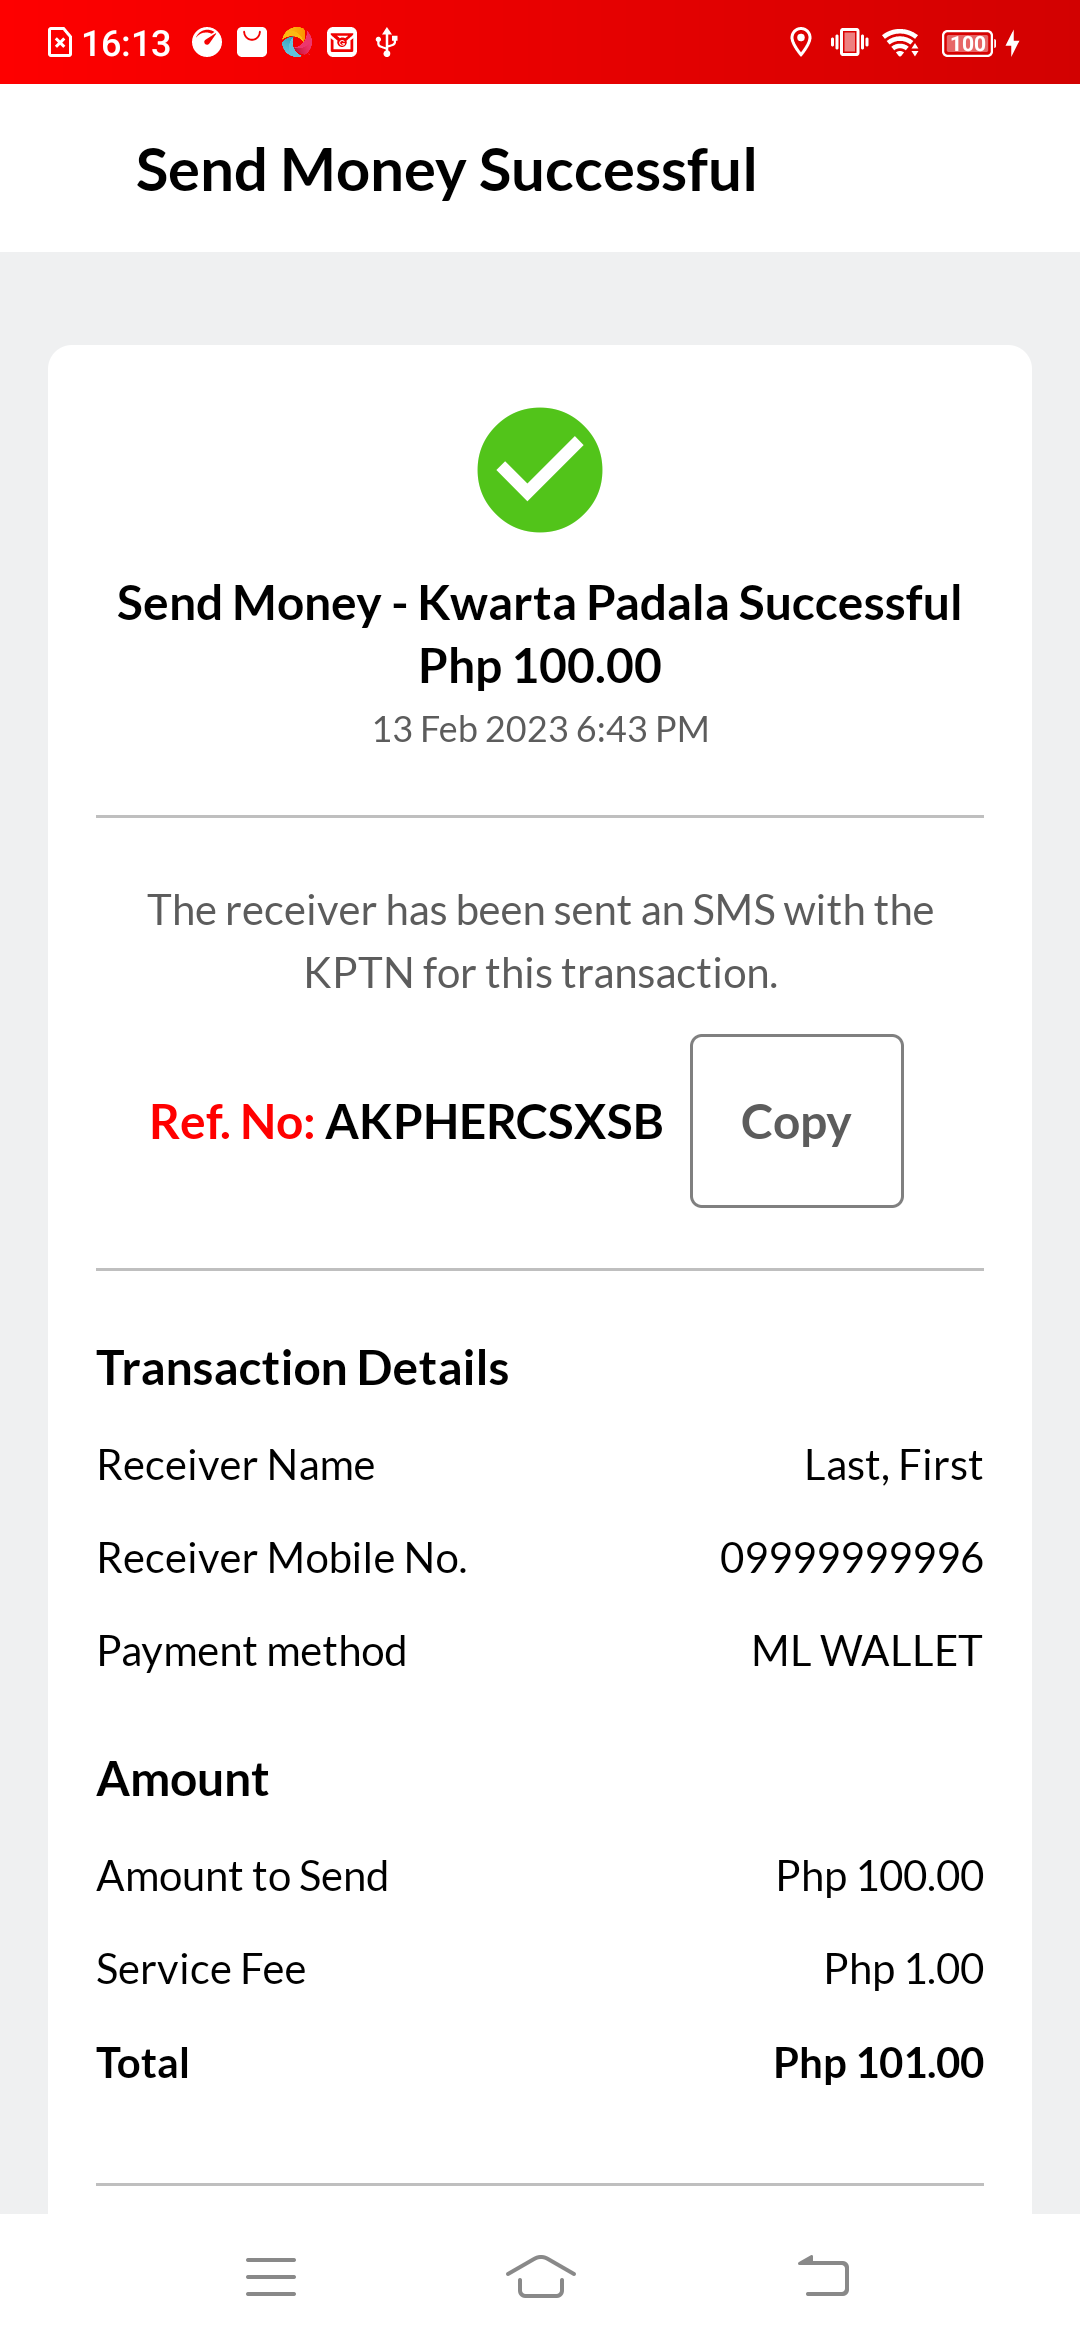 16:13
100
Send Money Successful
Send Money - Kwarta Padala Successful
Php 100.00
13 Feb 2023 6:43 PM
The receiver has been sent an SMS with the
KPTN for this transaction.
Ref. No: AKPHERCSXSB Copy
Transaction Details
Receiver Name Last, First
Receiver Mobile No. 09999999996
Payment method ML WALLET
Amount
Amount to Send Php 100.00
Service Fee Php 1.00
Total Php 101.00